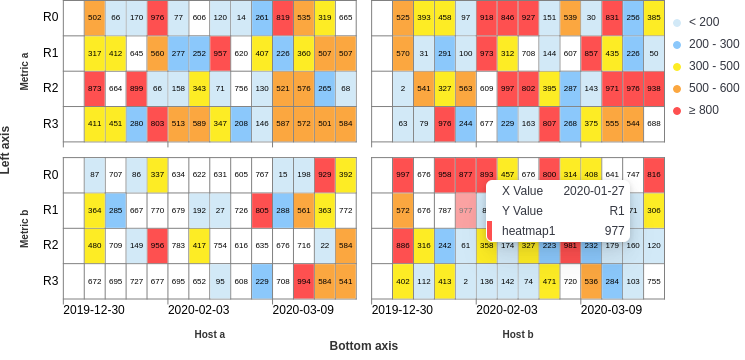 R0 502 66 170 976 77 606 120 14 261 819 535 319 665 525 393 458 97 918 846 927 151 539 30 831 256 385 < 200
R1 317 412 645 560 277 252 957 620 407 226 360 507 507 570 31 291 100 973 312 708 144 607 857 435 226 50 200 - 300
Metric a
R2 873 664 899 66 158 343 71 756 130 521 576 265 68 2 541 327 563 609 997 802 395 287 143 971 976 938 300 - 500
500 - 600
R3 411 451 280 803 513 589 347 208 146 587 572 501 584 63 79 976 244 677 229 163 807 268 375 555 544 688 ≥ 800
Left axis
R0 87 707 86 337 634 622 631 605 767 15 198 929 392 997 676 958 877 893 457 676 800 314 408 641 747 816
R1 364 285 667 770 679 192 27 726 805 288 561 363 772 572 676 787 977 306
Metric b
R2 480 709 149 956 783 417 754 616 635 676 716 22 584 886 316 242 61 358 174 327 223 981 232 179 160 120
R3 672 695 727 677 695 652 95 608 229 708 994 584 541 402 112 413 2 136 142 74 471 720 536 284 103 755
X Value 2020-01-27
Y Value R1
heatmap1 977
2019-12-30 2020-02-03 2020-03-09 2019-12-30 2020-02-03 2020-03-09
Host a Host b
Bottom axis